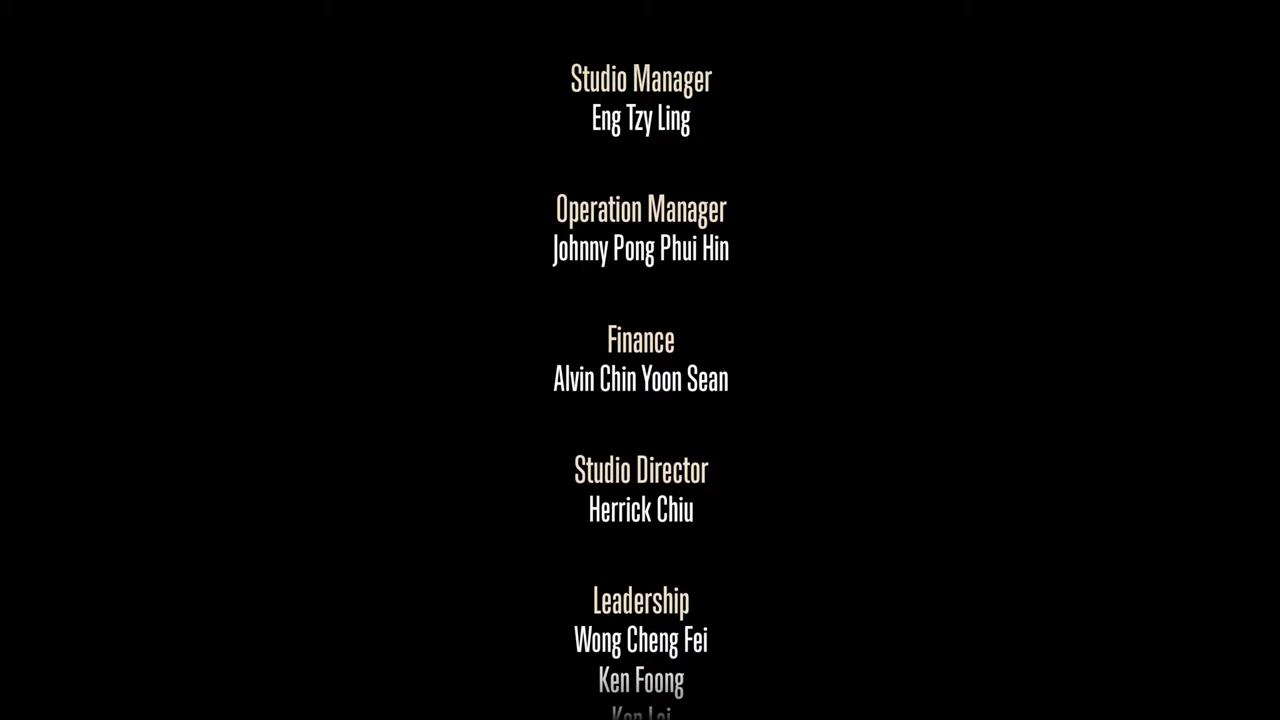 Studio Manager
Eng Tzy Ling
Operation Manager
Johnny Pong Phui Hin
Finance
Alvin Chin Yoon Sean
Studio Director
Herrick Chiu
Leadership
Wong Cheng Fei
Ken Foong